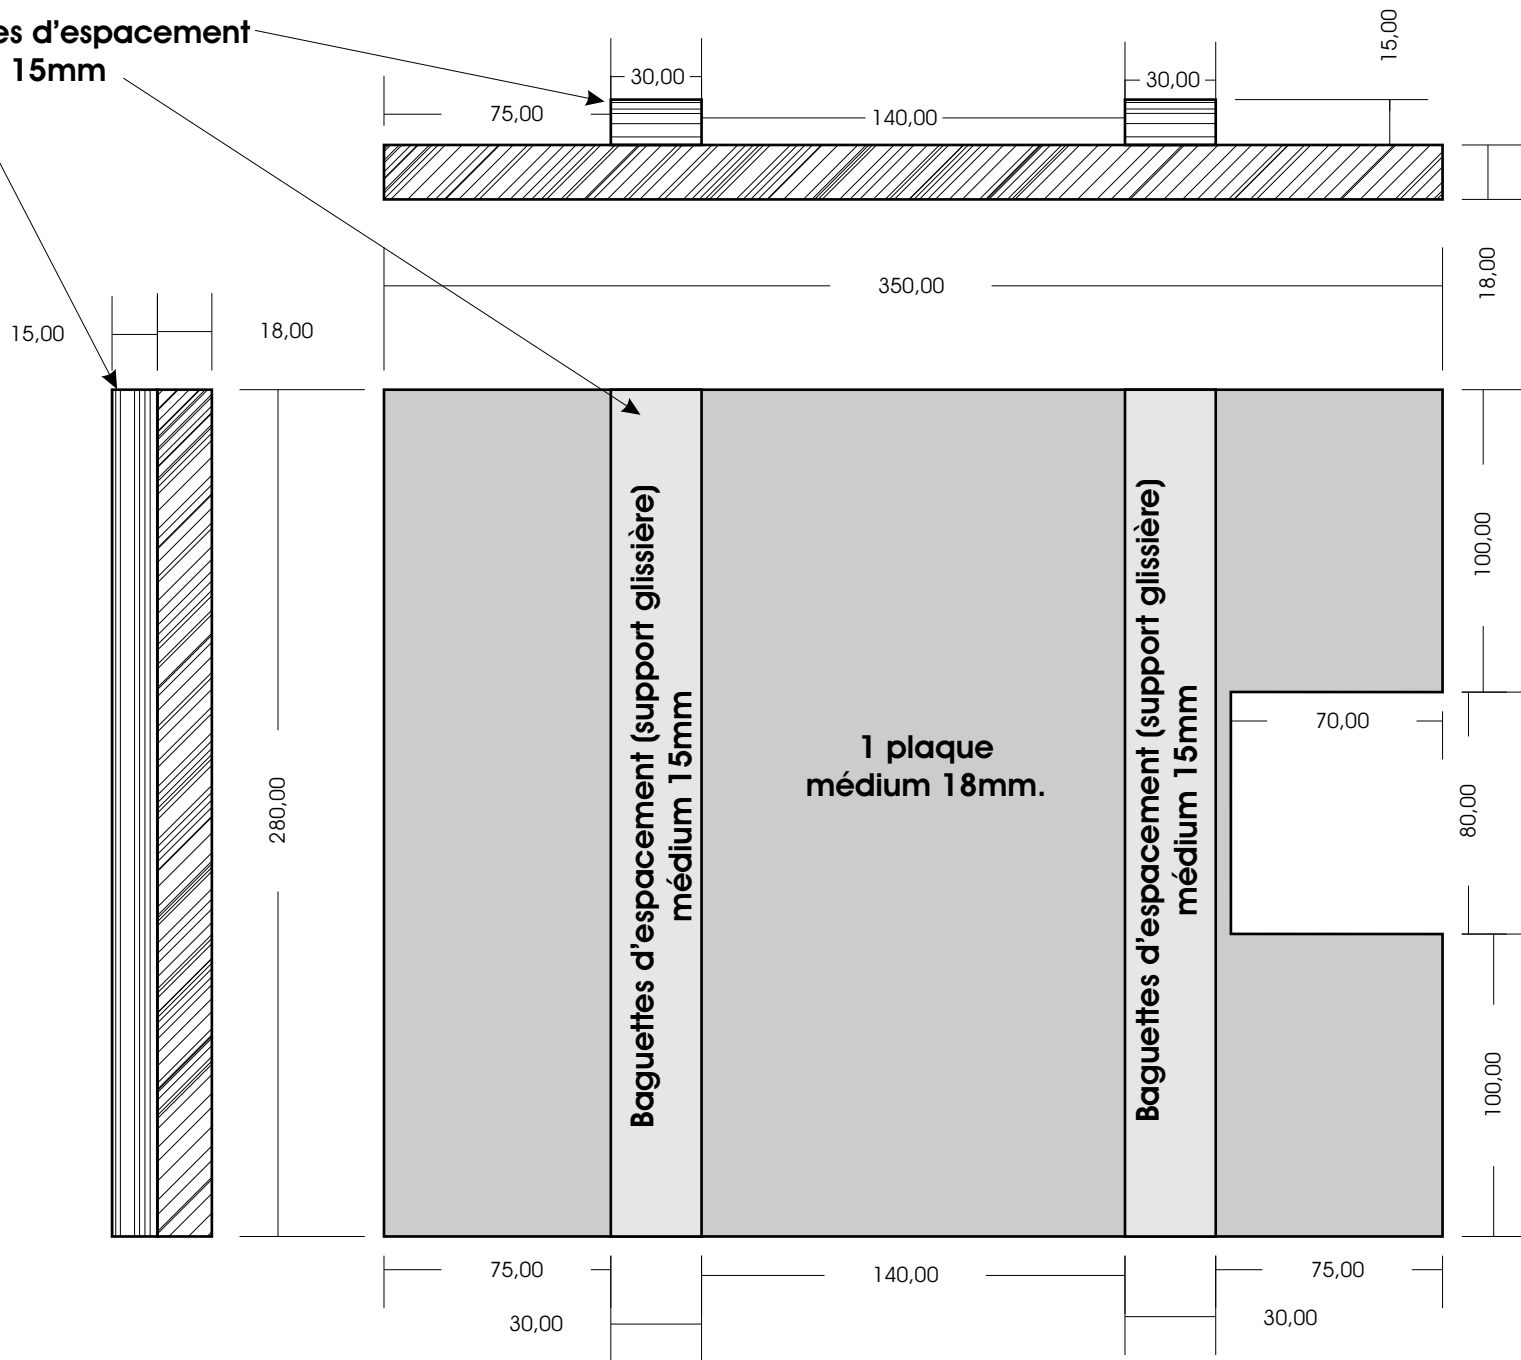 es d'espacement
15mm
30,00
30,00
15,00
75,00
140,00
350,00
18,00
15,00
18,00
280,00
Baguettes d'espacement (support glissière)
médium 15mm
1 plaque
médium 18mm.
Baguettes d'espacement (support glissière)
médium 15mm
100,00
70,00
80,00
100,00
75,00
140,00
75,00
30,00
30,00